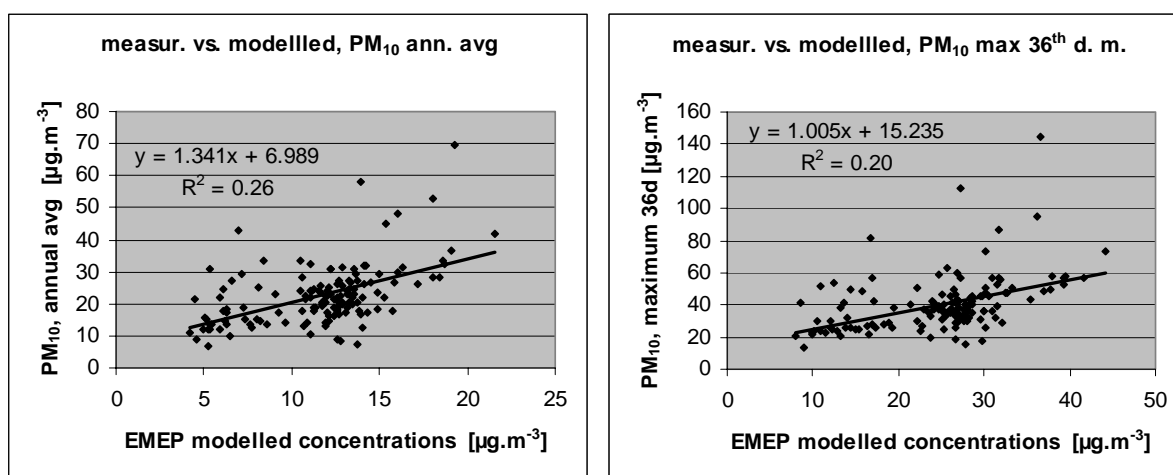 measur. vs. modellled, PM₁₀ ann. avg
80
70
60
50
40
30
20
10
0
PM₁₀, annual avg [µg.m⁻³]
y = 1.341x + 6.989
R² = 0.26
0 5 10 15 20 25
EMEP modelled concentrations [µg.m⁻³]
measur. vs. modellled, PM₁₀ max 36ᵗʰ d. m.
160
140
120
100
80
60
40
20
0
PM₁₀, maximum 36d [µg.m⁻³]
y = 1.005x + 15.235
R² = 0.20
0 10 20 30 40 50
EMEP modelled concentrations [µg.m⁻³]